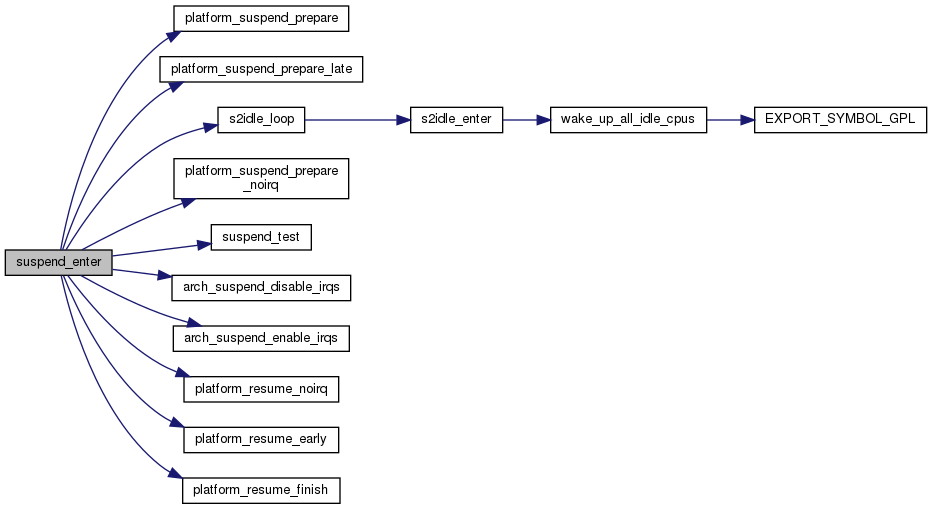 platform_suspend_prepare
platform_suspend_prepare_late
s2idle_loop
s2idle_enter
wake_up_all_idle_cpus
EXPORT_SYMBOL_GPL
platform_suspend_prepare
_noirq
suspend_test
suspend_enter
arch_suspend_disable_irqs
arch_suspend_enable_irqs
platform_resume_noirq
platform_resume_early
platform_resume_finish